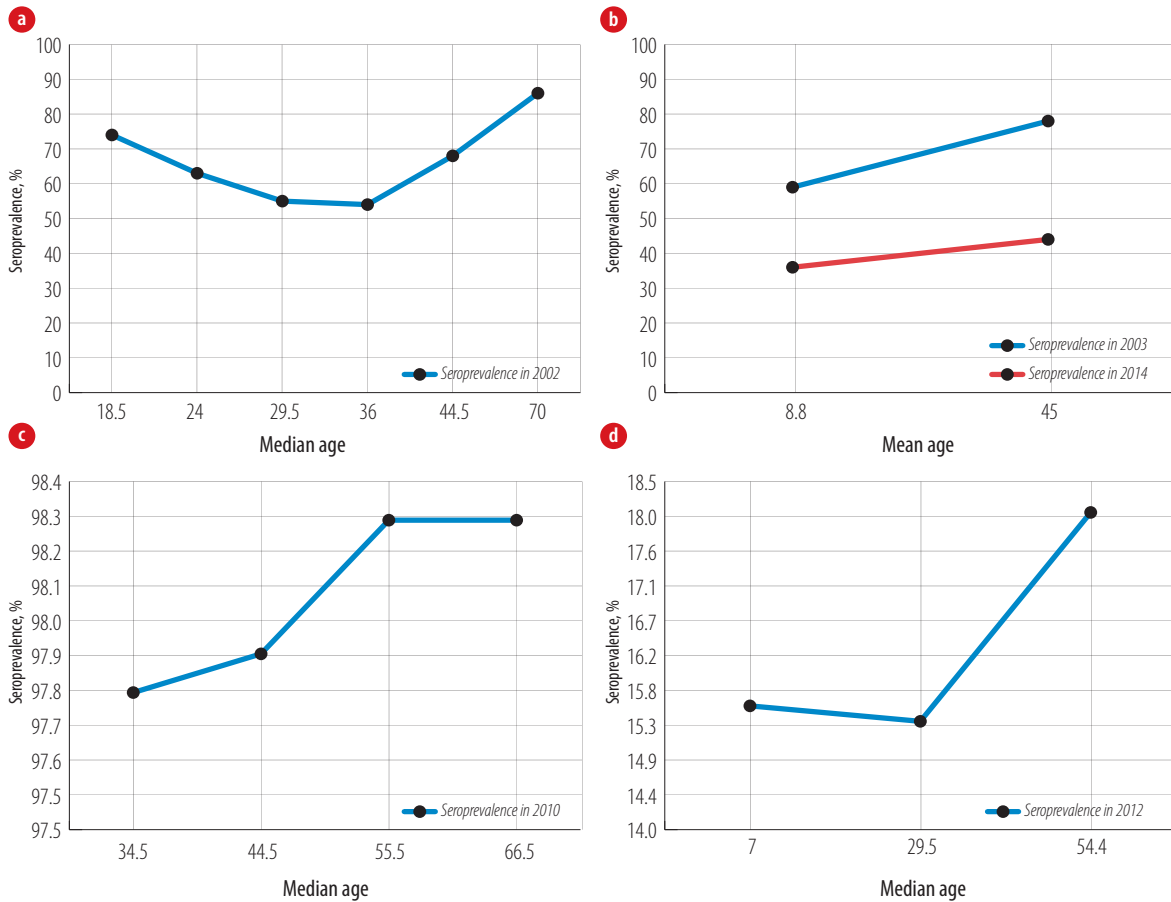 a
100
90
80
70
60
50
40
30
20
10
0
Seroprevalence, %
Seroprevalence in 2002
18.5 24 29.5 36 44.5 70
Median age
b
100
90
80
70
60
50
40
30
20
10
0
Seroprevalence, %
Seroprevalence in 2003
Seroprevalence in 2014
8.8 45
Mean age
c
98.4
98.3
98.2
98.1
98.0
97.9
97.8
97.7
97.6
97.5
97.5
Seroprevalence, %
Seroprevalence in 2010
34.5 44.5 55.5 66.5
Median age
d
18.5
18.0
17.6
17.1
16.7
16.2
15.8
15.3
14.9
14.4
14.0
Seroprevalence, %
Seroprevalence in 2012
7 29.5 54.4
Median age